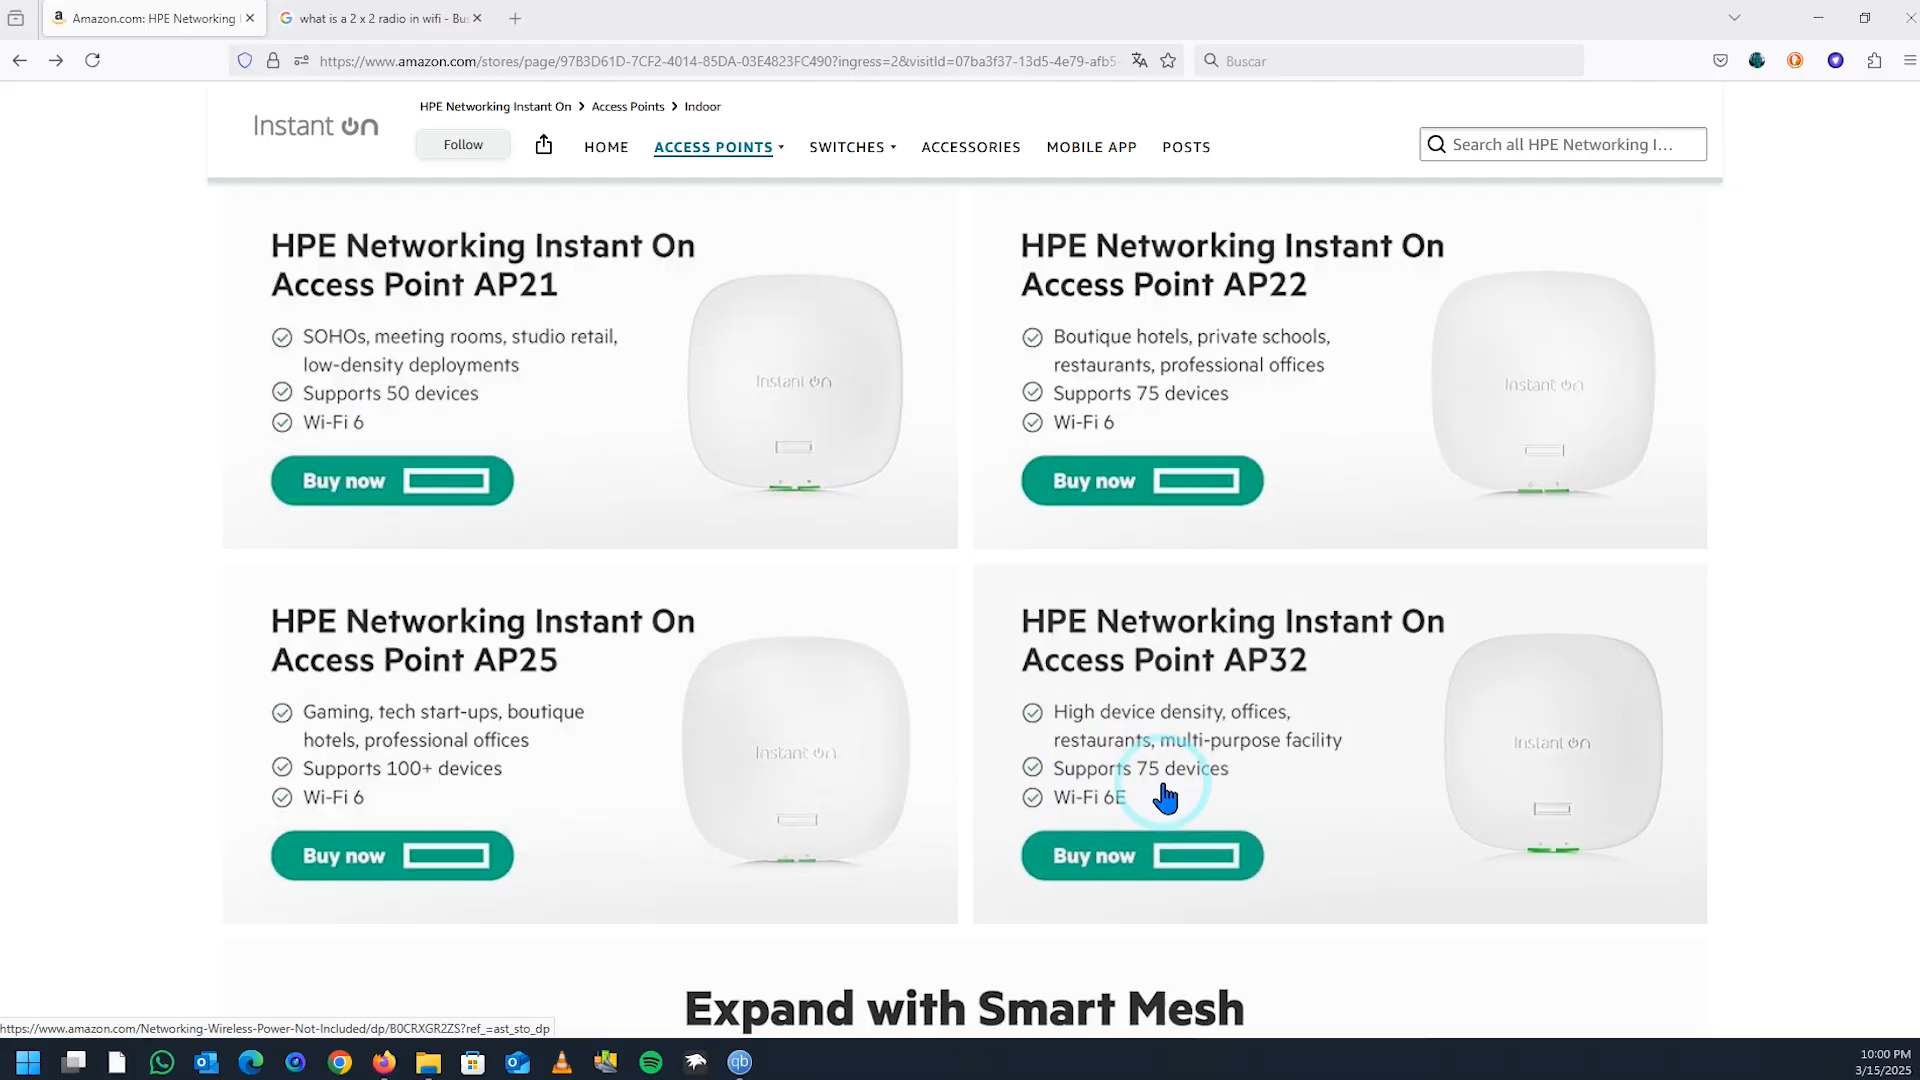 Amazon.com: HPE Networking
what is a 2 x 2 radio in wifi - Bu
https://www.amazon.com/stores/page/97B3D61D-7CF2-4014-85DA-03E4823FC490?ingress=2&visitId=07ba3f37-13d5-4e79-afb5-
Buscar
HPE Networking Instant On > Access Points > Indoor
Instant On
Follow
HOME
ACCESS POINTS
SWITCHES
ACCESSORIES
MOBILE APP
POSTS
Search all HPE Networking I...
HPE Networking Instant On
Access Point AP21
SOHOs, meeting rooms, studio retail,
low-density deployments
Supports 50 devices
Wi-Fi 6
Buy now
Instant On
HPE Networking Instant On
Access Point AP22
Boutique hotels, private schools,
restaurants, professional offices
Supports 75 devices
Wi-Fi 6
Buy now
Instant On
HPE Networking Instant On
Access Point AP25
Gaming, tech start-ups, boutique
hotels, professional offices
Supports 100+ devices
Wi-Fi 6
Buy now
Instant On
HPE Networking Instant On
Access Point AP32
High device density, offices,
restaurants, multi-purpose facility
Supports 75 devices
Wi-Fi 6E
Buy now
Instant On
Expand with Smart Mesh
https://www.amazon.com/Networking-Wireless-Power-Not-Included/dp/B0CRXGR2ZS?ref_=ast_sto_dp
qb
10:00 PM
3/15/2025